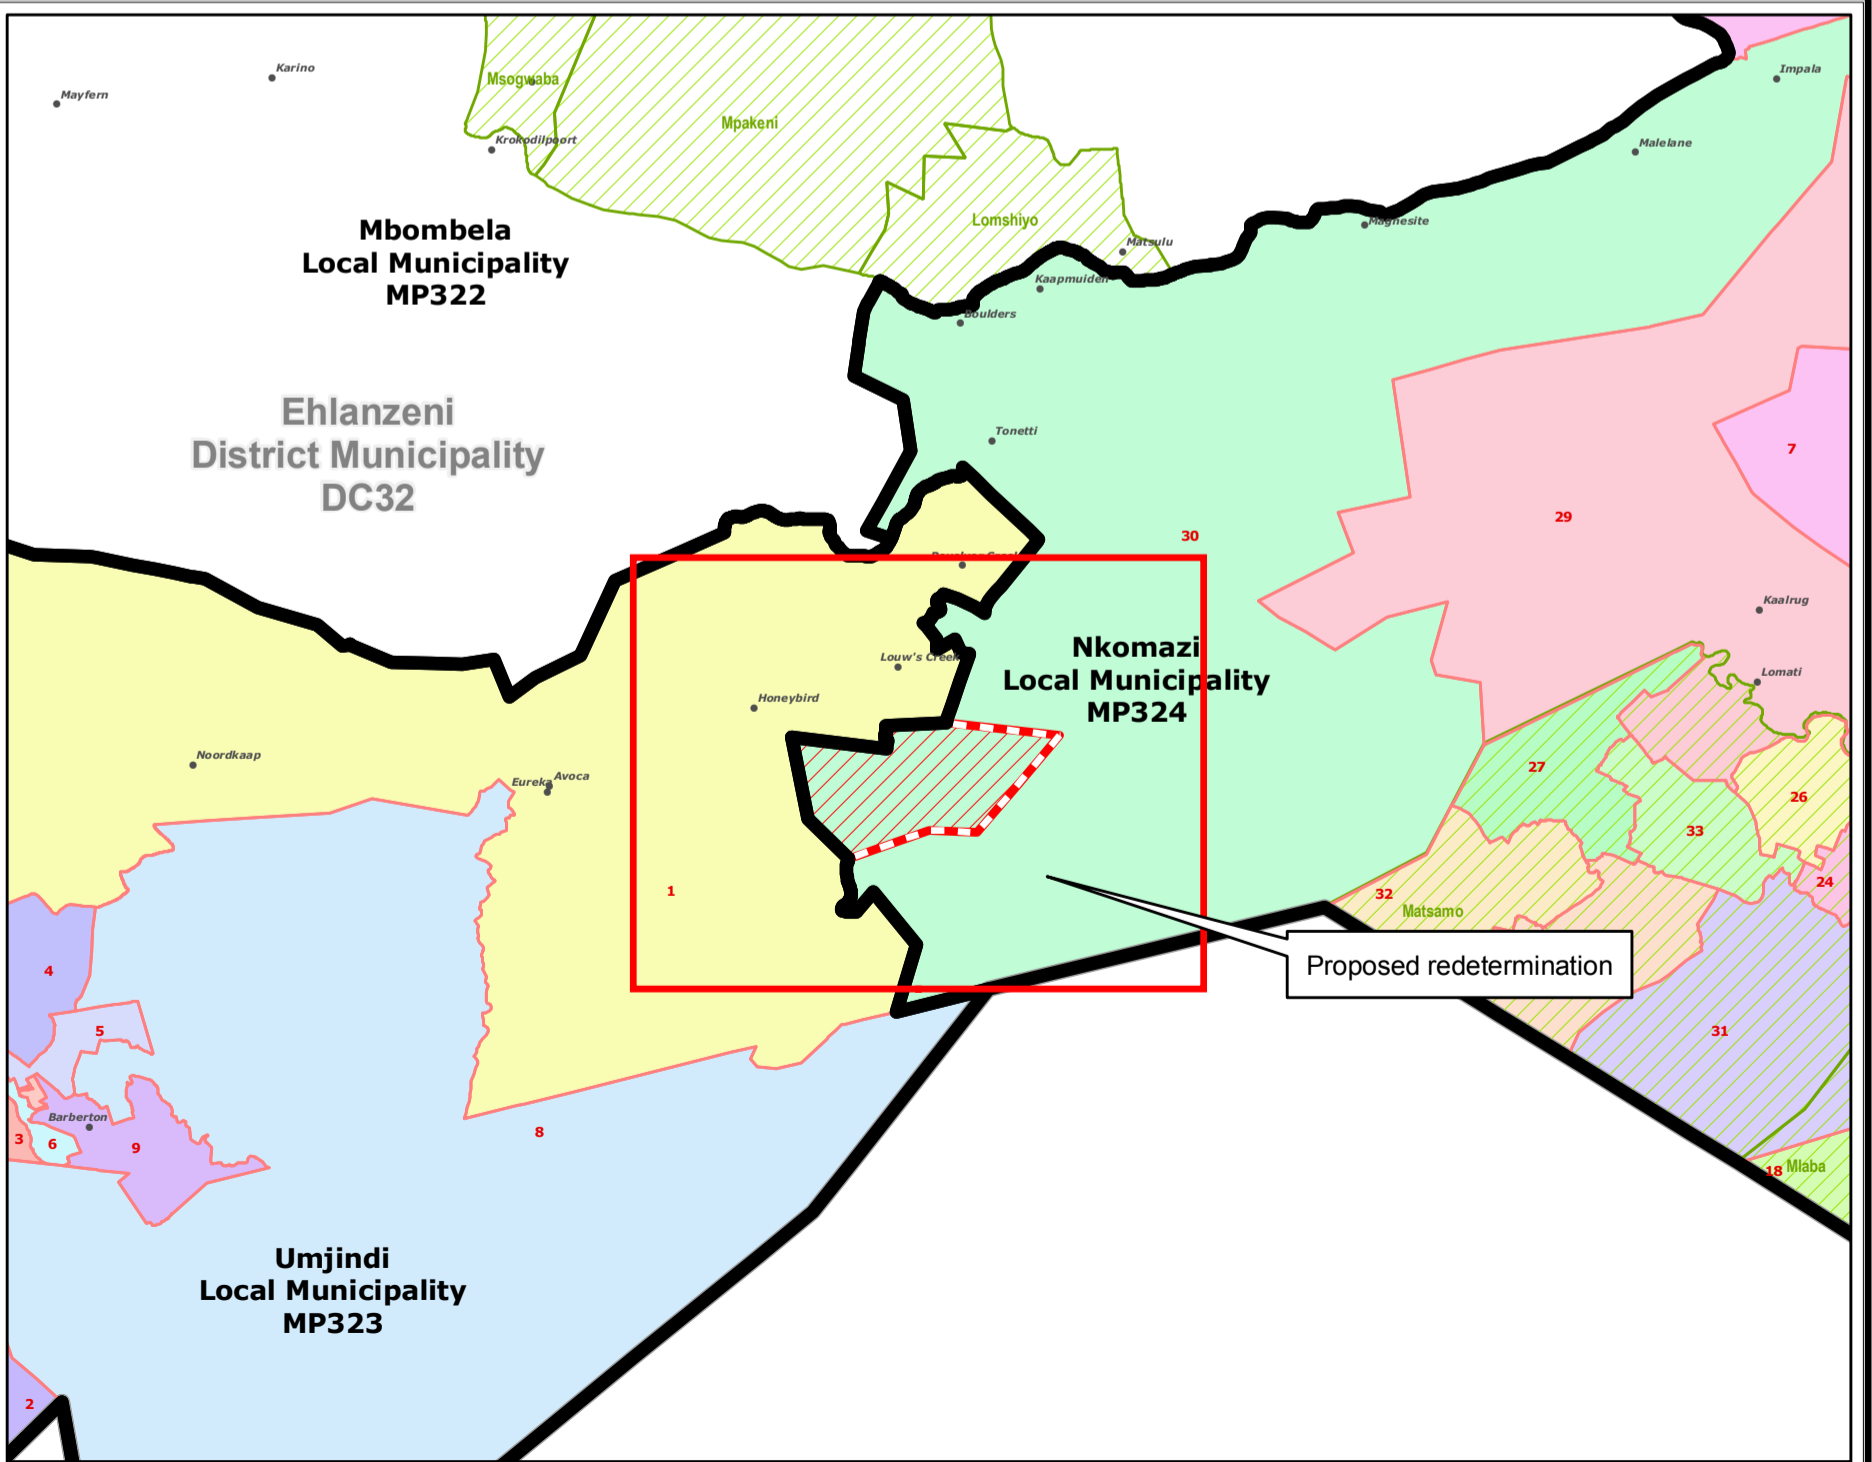 Karino
Mayfern
Impala
Msogwaba
Mpakeni
Krokodilpoort
Malelane
Lomshiyo
Magnesite
Matsulu
Mbombela
Local Municipality
MP322
Kaapmuiden
Boulders
Ehlanzeni
District Municipality
DC32
Tonetti
7
29
30
Kaalrug
Louw's Creek
Nkomazi
Local Municipality
MP324
Lomati
Honeybird
Noordkaap
Eureka
Avoca
27
26
33
1
32
24
Matsamo
Proposed redetermination
4
5
31
Barberton
3
6
9
8
18
Mlaba
Umjindi
Local Municipality
MP323
2